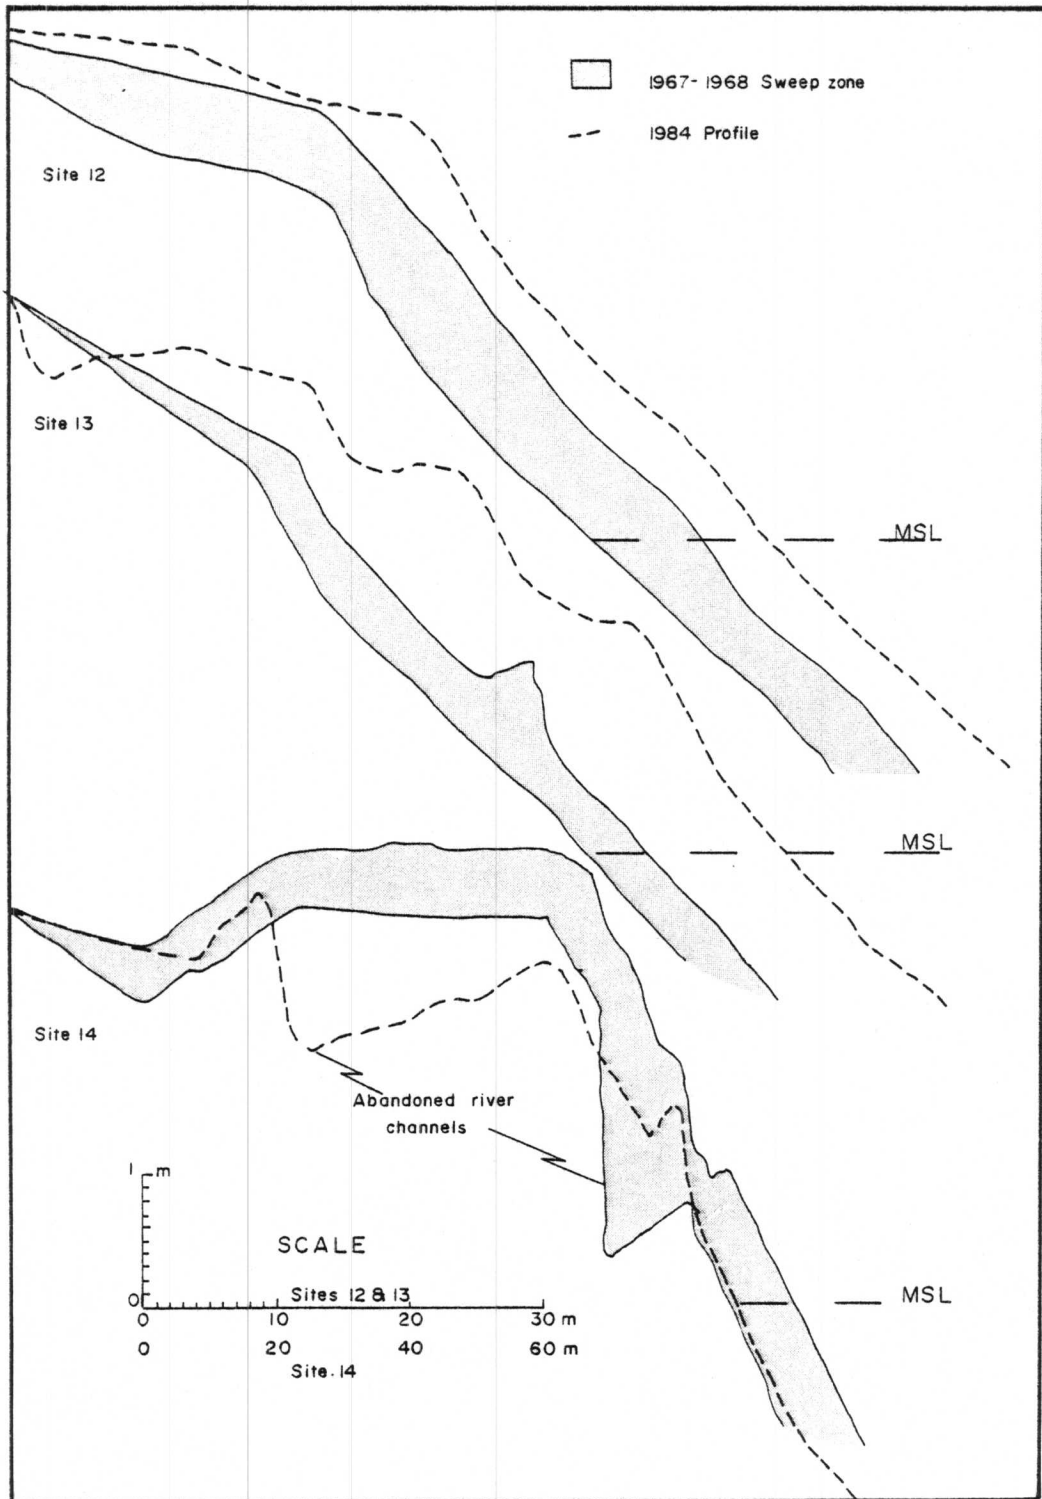 1967-1968 Sweep zone
1984 Profile
Site 12
Site 13
MSL
MSL
Site 14
Abandoned river
channels
1 m
SCALE
0
Sites 12 & 13
0 10 20 30 m
0 20 40 60 m
Site. 14
MSL